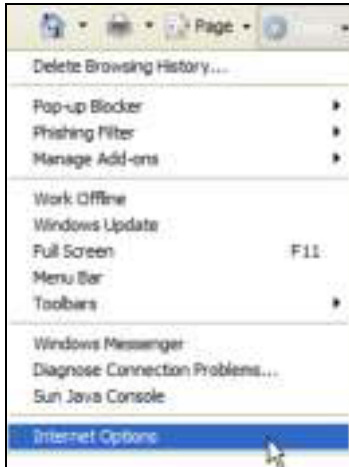 Page
Delete Browsing History...
Pop-up Blocker
Phishing Filter
Manage Add-ons
Work Offline
Windows Update
Full Screen F11
Menu Bar
Toolbars
Windows Messenger
Diagnose Connection Problems...
Sun Java Console
Internet Options